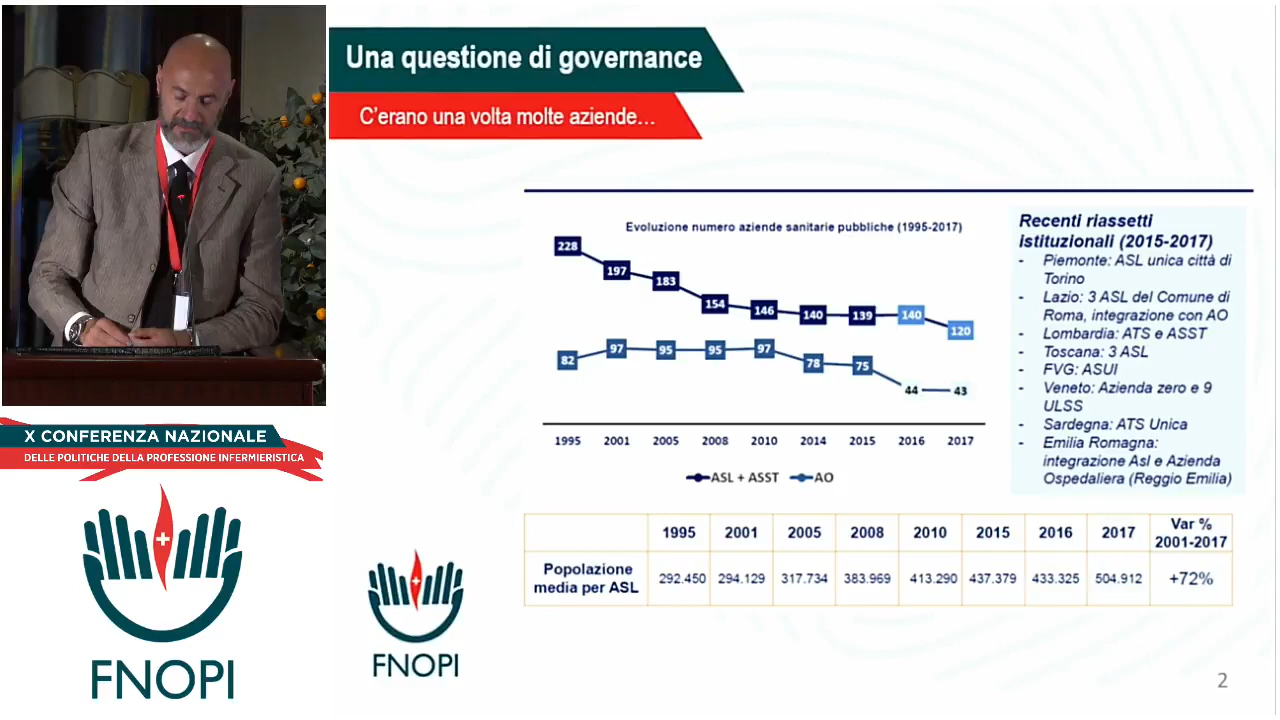 Una questione di governance
C'erano una volta molte aziende...
Evoluzione numero aziende sanitarie pubbliche (1995-2017)
228
197
183
154
146
140
139
140
120
82
97
95
95
97
78
75
44
43
1995 2001 2005 2008 2010 2014 2015 2016 2017
ASL + ASST AO
Recenti riassetti
istituzionali (2015-2017)
- Piemonte: ASL unica città di
Torino
- Lazio: 3 ASL del Comune di
Roma, integrazione con AO
- Lombardia: ATS e ASST
- Toscana: 3 ASL
- FVG: ASUI
- Veneto: Azienda zero e 9
ULSS
- Sardegna: ATS Unica
- Emilia Romagna:
integrazione Asl e Azienda
Ospedaliera (Reggio Emilia)
1995 2001 2005 2008 2010 2015 2016 2017 Var %
2001-2017
Popolazione
media per ASL
292.450 294.129 317.734 383.969 413.290 437.379 433.325 504.912 +72%
X CONFERENZA NAZIONALE
DELLE POLITICHE DELLA PROFESSIONE INFERMIERISTICA
FNOPI
FNOPI
2